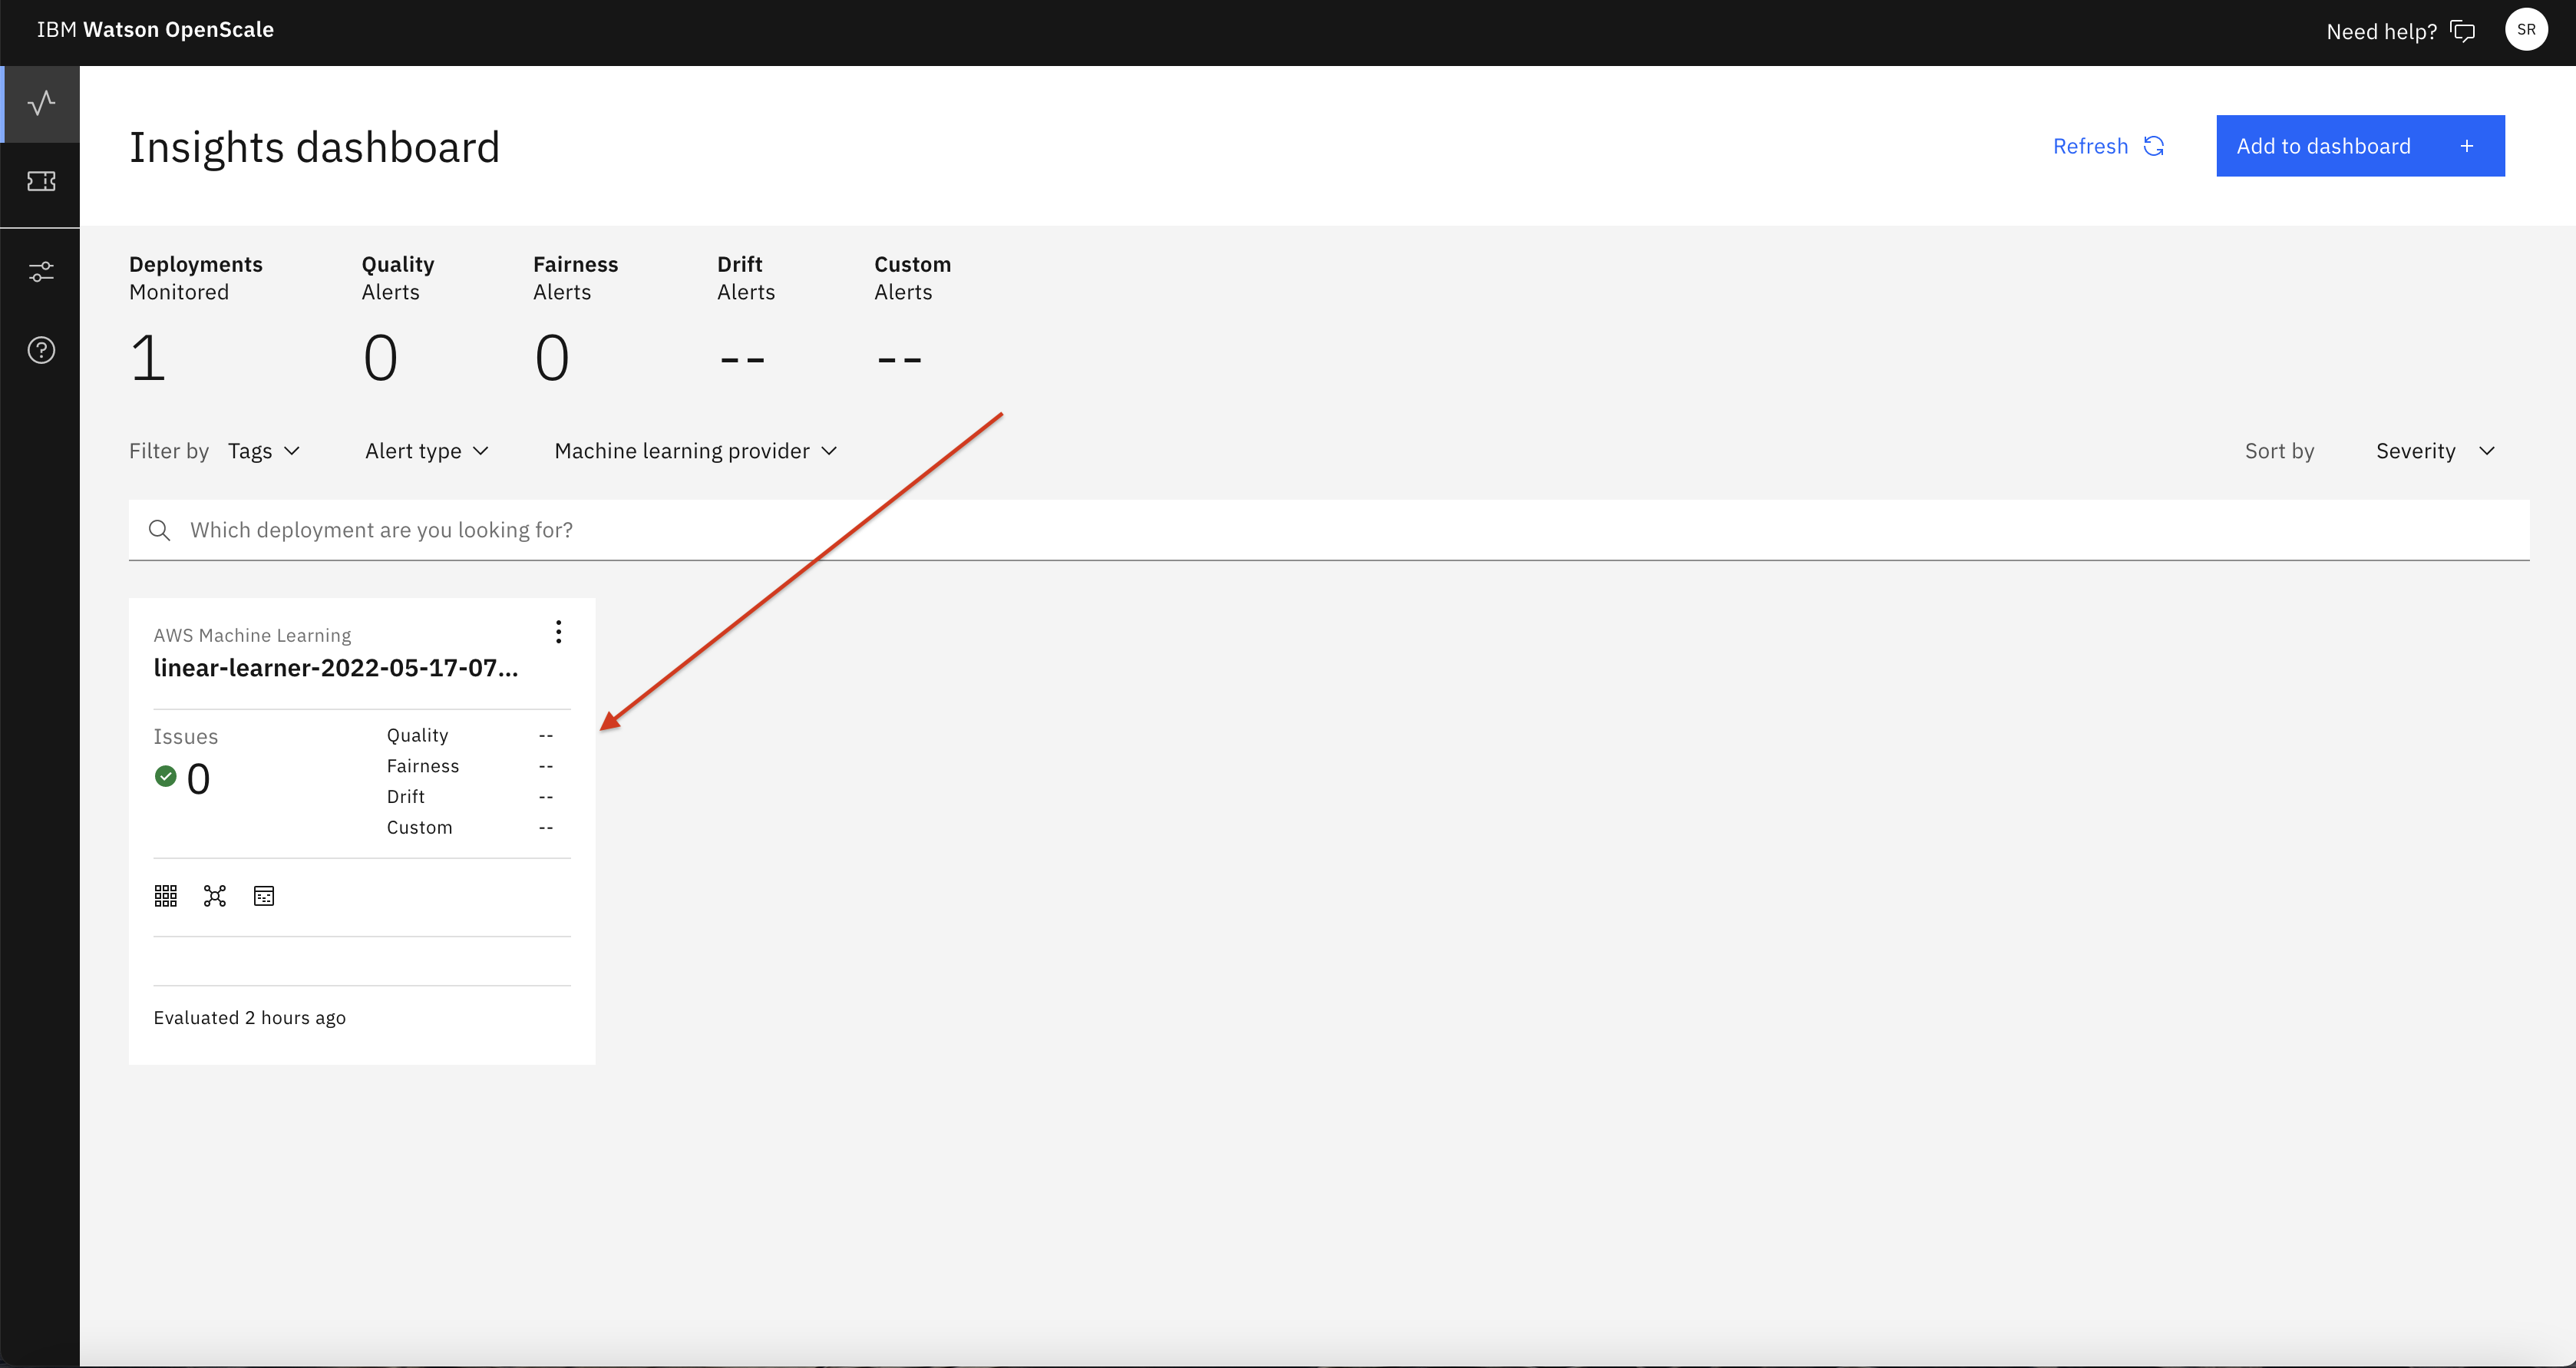 IBM Watson OpenScale
Need help?
SR
Insights dashboard
Refresh
Add to dashboard +
Deployments Quality Fairness Drift Custom
Monitored Alerts Alerts Alerts Alerts
1 0 0 -- --
Filter by Tags Alert type Machine learning provider Sort by Severity
Which deployment are you looking for?
AWS Machine Learning
linear-learner-2022-05-17-07...
Issues
0
Quality --
Fairness --
Drift --
Custom --
Evaluated 2 hours ago